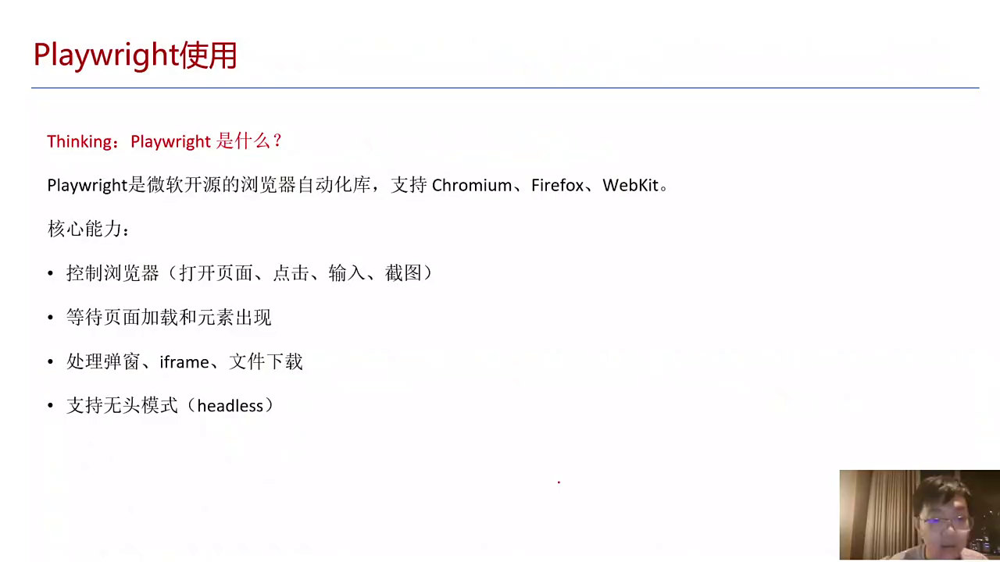 Playwright使用
Thinking：Playwright 是什么？
Playwright是微软开源的浏览器自动化库，支持 Chromium、Firefox、WebKit。
核心能力：
• 控制浏览器（打开页面、点击、输入、截图）
• 等待页面加载和元素出现
• 处理弹窗、iframe、文件下载
• 支持无头模式（headless）